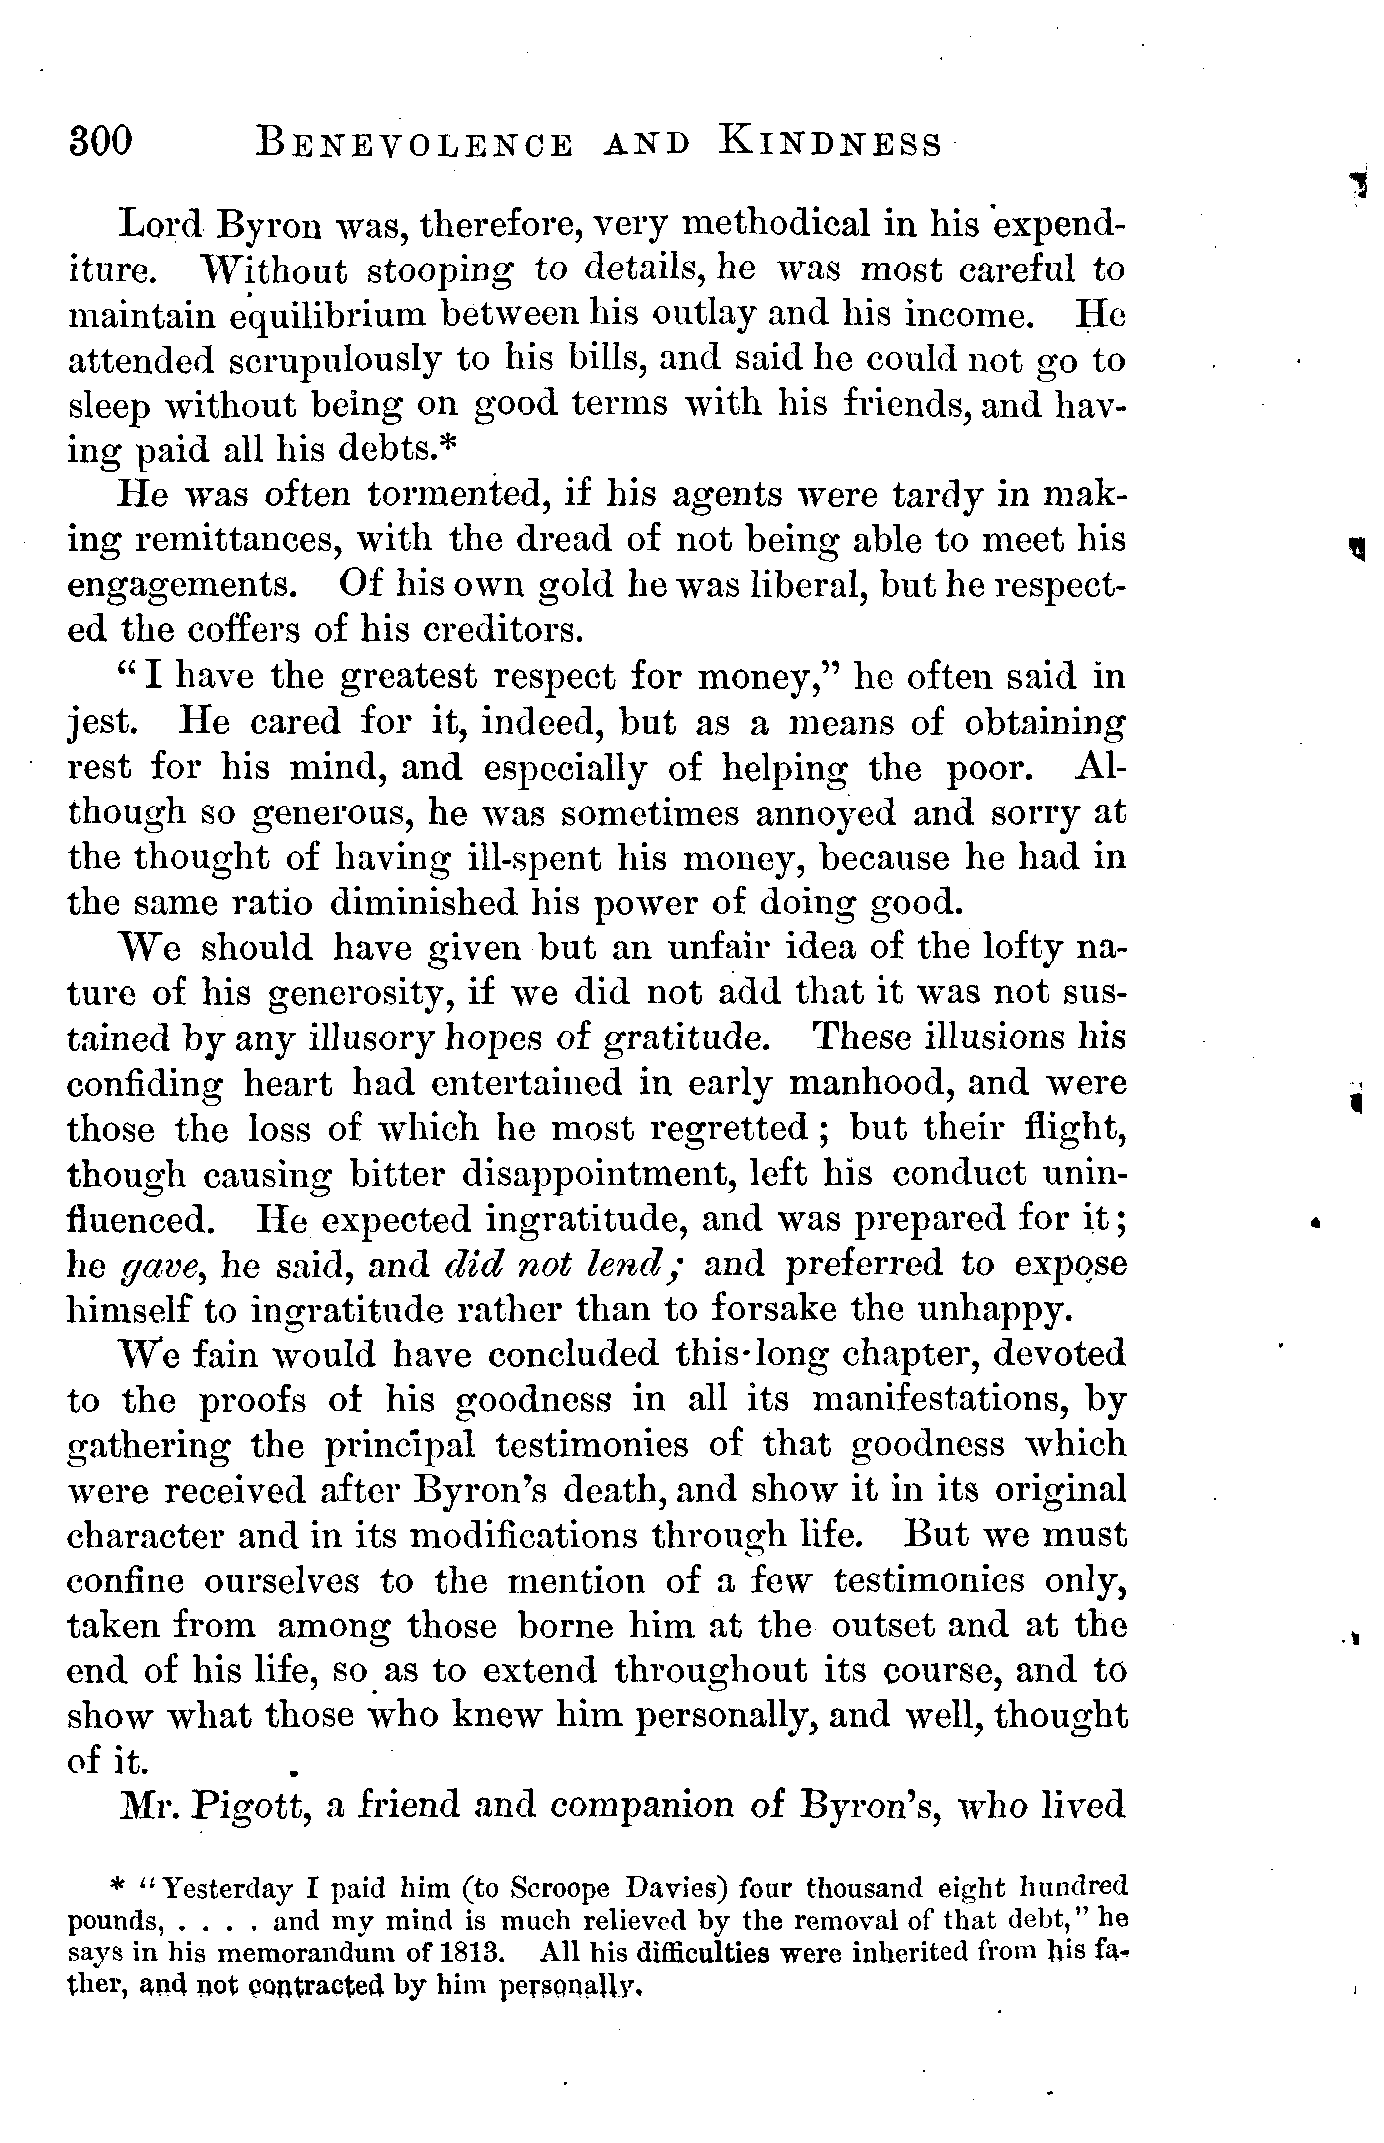 300 BENEVOLENCE AND KINDNESS
Lord Byron was, therefore, very methodical in his expend-
iture. Without stooping to details, he was most careful to
maintain equilibrium between his outlay and his income. He
attended scrupulously to his bills, and said he could not go to
sleep without being on good terms with his friends, and hav-
ing paid all his debts.*
He was often tormented, if his agents were tardy in mak-
ing remittances, with the dread of not being able to meet his
engagements. Of his own gold he was liberal, but he respect-
ed the coffers of his creditors.
"I have the greatest respect for money," he often said in
jest. He cared for it, indeed, but as a means of obtaining
rest for his mind, and especially of helping the poor. Al-
though so generous, he was sometimes annoyed and sorry at
the thought of having ill-spent his money, because he had in
the same ratio diminished his power of doing good.
We should have given but an unfair idea of the lofty na-
ture of his generosity, if we did not add that it was not sus-
tained by any illusory hopes of gratitude. These illusions his
confiding heart had entertained in early manhood, and were
those the loss of which he most regretted; but their flight,
though causing bitter disappointment, left his conduct unin-
fluenced. He expected ingratitude, and was prepared for it;
he gave, he said, and did not lend; and preferred to expose
himself to ingratitude rather than to forsake the unhappy.
We fain would have concluded this long chapter, devoted
to the proofs of his goodness in all its manifestations, by
gathering the principal testimonies of that goodness which
were received after Byron's death, and show it in its original
character and in its modifications through life. But we must
confine ourselves to the mention of a few testimonies only,
taken from among those borne him at the outset and at the
end of his life, so as to extend throughout its course, and to
show what those who knew him personally, and well, thought
of it.
Mr. Pigott, a friend and companion of Byron's, who lived
* "Yesterday I paid him (to Scroope Davies) four thousand eight hundred
pounds, .... and my mind is much relieved by the removal of that debt," he
says in his memorandum of 1813. All his difficulties were inherited from his fa-
ther, and not contracted by him personally.